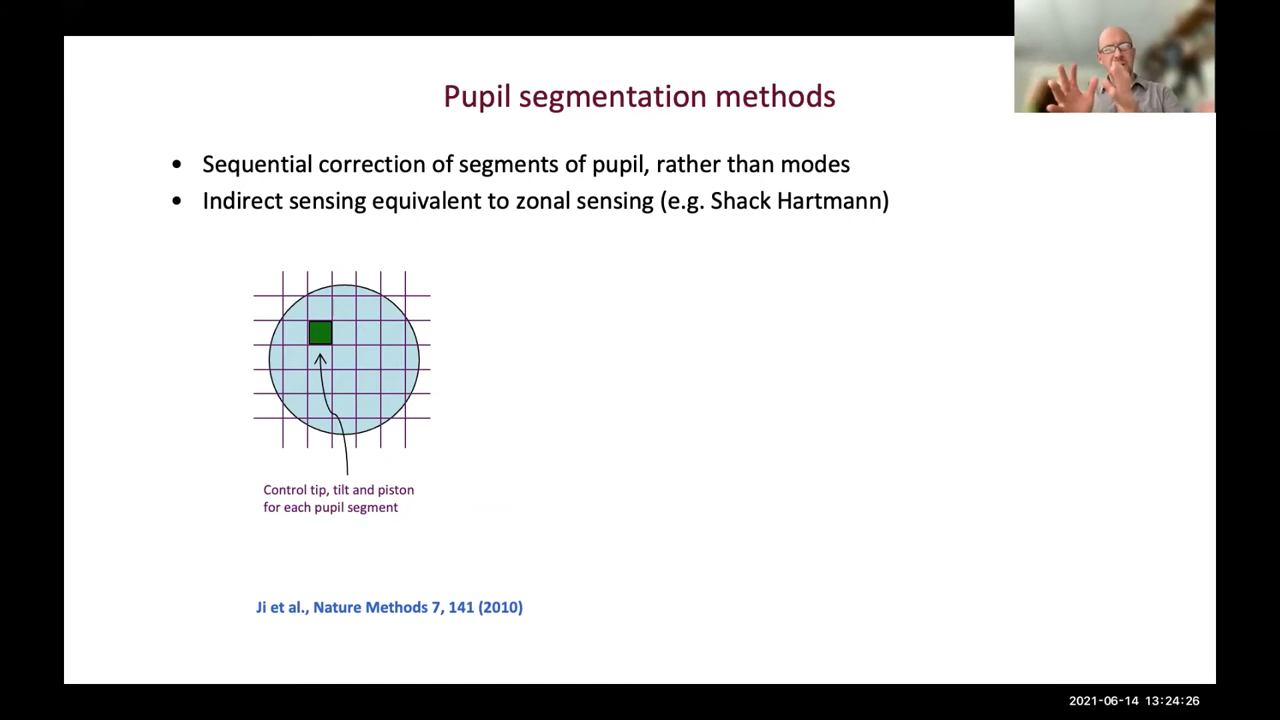 Pupil segmentation methods
• Sequential correction of segments of pupil, rather than modes
• Indirect sensing equivalent to zonal sensing (e.g. Shack Hartmann)
Control tip, tilt and piston
for each pupil segment
Ji et al., Nature Methods 7, 141 (2010)
2021-06-14 13:24:26